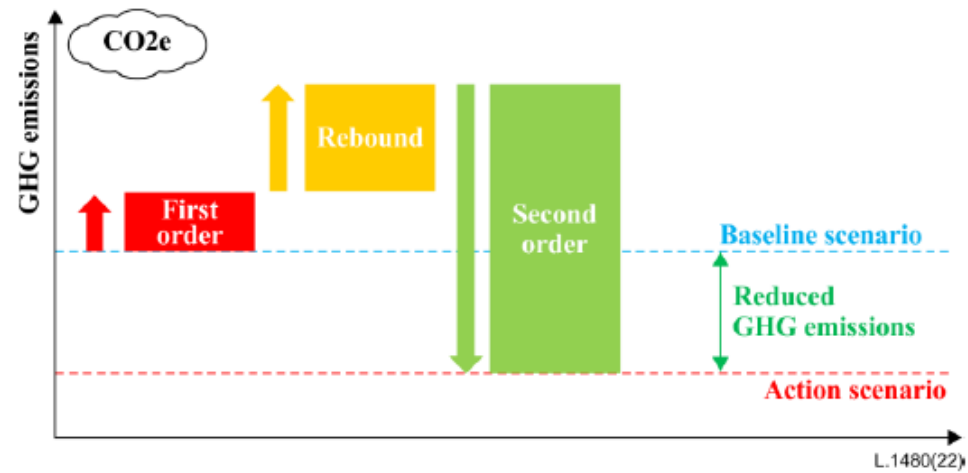 CO2e
GHG emissions
Rebound
First
order
Second
order
Baseline scenario
Reduced
GHG emissions
Action scenario
L.1480(22)